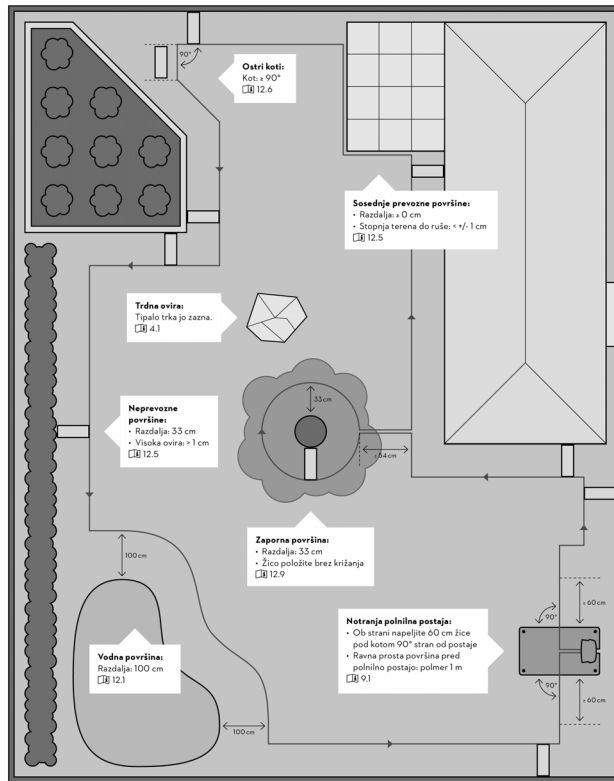 90°
Ostri koti:
Kot: ≥ 90°
12.6
Sosednje prevozne površine:
• Razdalja: ≥ 0 cm
• Stopnja terena do ruše: < +/- 1 cm
12.5
Trdna ovira:
Tipalo trka jo zazna.
4.1
33 cm
Neprevozne
površine:
• Razdalja: 33 cm
• Visoka ovira: > 1 cm
12.5
≥ 54 cm
Zaporna površina:
• Razdalja: 33 cm
• Žico položite brez križanja
12.9
100 cm
≥ 60 cm
90°
Notranja polnilna postaja:
• Ob strani napeljite 60 cm žice
pod kotom 90° stran od postaje
• Ravna prosta površina pred
polnilno postajo: polmer 1 m
9.1
Vodna površina:
Razdalja: 100 cm
12.1
90°
≥ 60 cm
100 cm